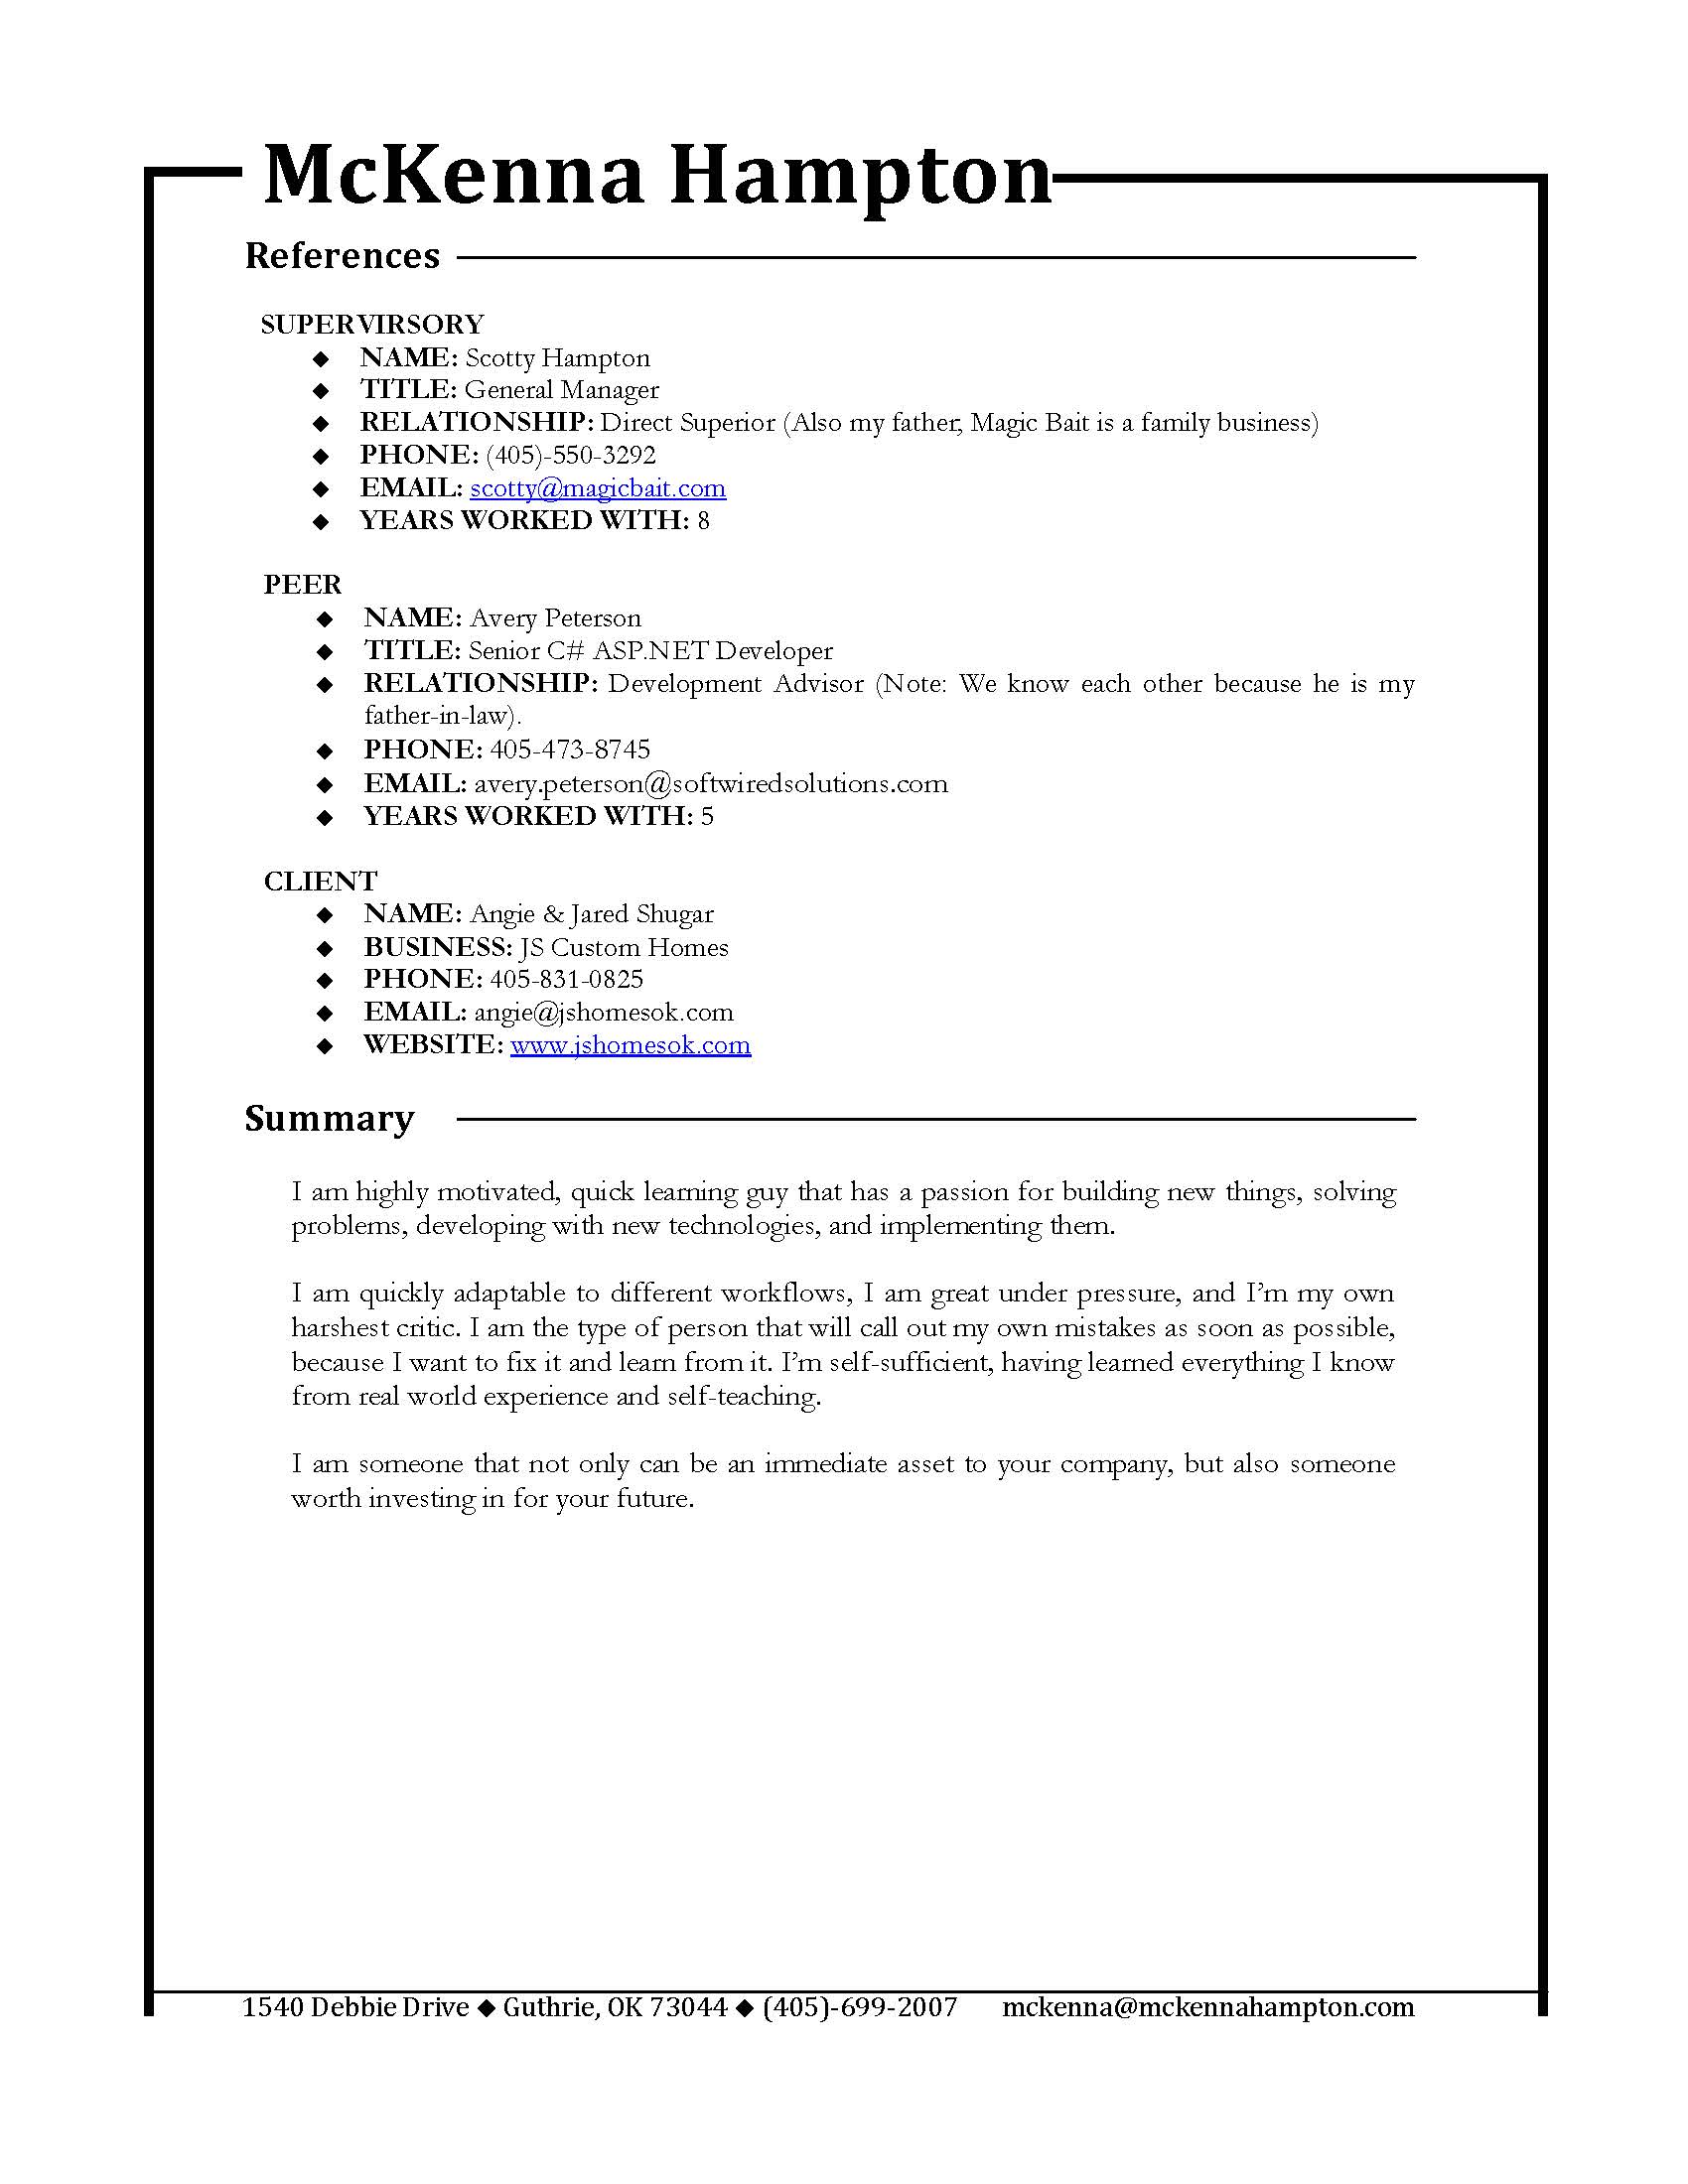 McKenna Hampton
References
SUPERVIRSORY
◆ NAME: Scotty Hampton
◆ TITLE: General Manager
◆ RELATIONSHIP: Direct Superior (Also my father, Magic Bait is a family business)
◆ PHONE: (405)-550-3292
◆ EMAIL: scotty@magicbait.com
◆ YEARS WORKED WITH: 8
PEER
◆ NAME: Avery Peterson
◆ TITLE: Senior C# ASP.NET Developer
◆ RELATIONSHIP: Development Advisor (Note: We know each other because he is my
father-in-law).
◆ PHONE: 405-473-8745
◆ EMAIL: avery.peterson@softwiredsolutions.com
◆ YEARS WORKED WITH: 5
CLIENT
◆ NAME: Angie & Jared Shugar
◆ BUSINESS: JS Custom Homes
◆ PHONE: 405-831-0825
◆ EMAIL: angie@jshomesok.com
◆ WEBSITE: www.jshomesok.com
Summary
I am highly motivated, quick learning guy that has a passion for building new things, solving
problems, developing with new technologies, and implementing them.
I am quickly adaptable to different workflows, I am great under pressure, and I’m my own
harshest critic. I am the type of person that will call out my own mistakes as soon as possible,
because I want to fix it and learn from it. I’m self-sufficient, having learned everything I know
from real world experience and self-teaching.
I am someone that not only can be an immediate asset to your company, but also someone
worth investing in for your future.
1540 Debbie Drive ◆ Guthrie, OK 73044 ◆ (405)-699-2007 mckenna@mckennahampton.com